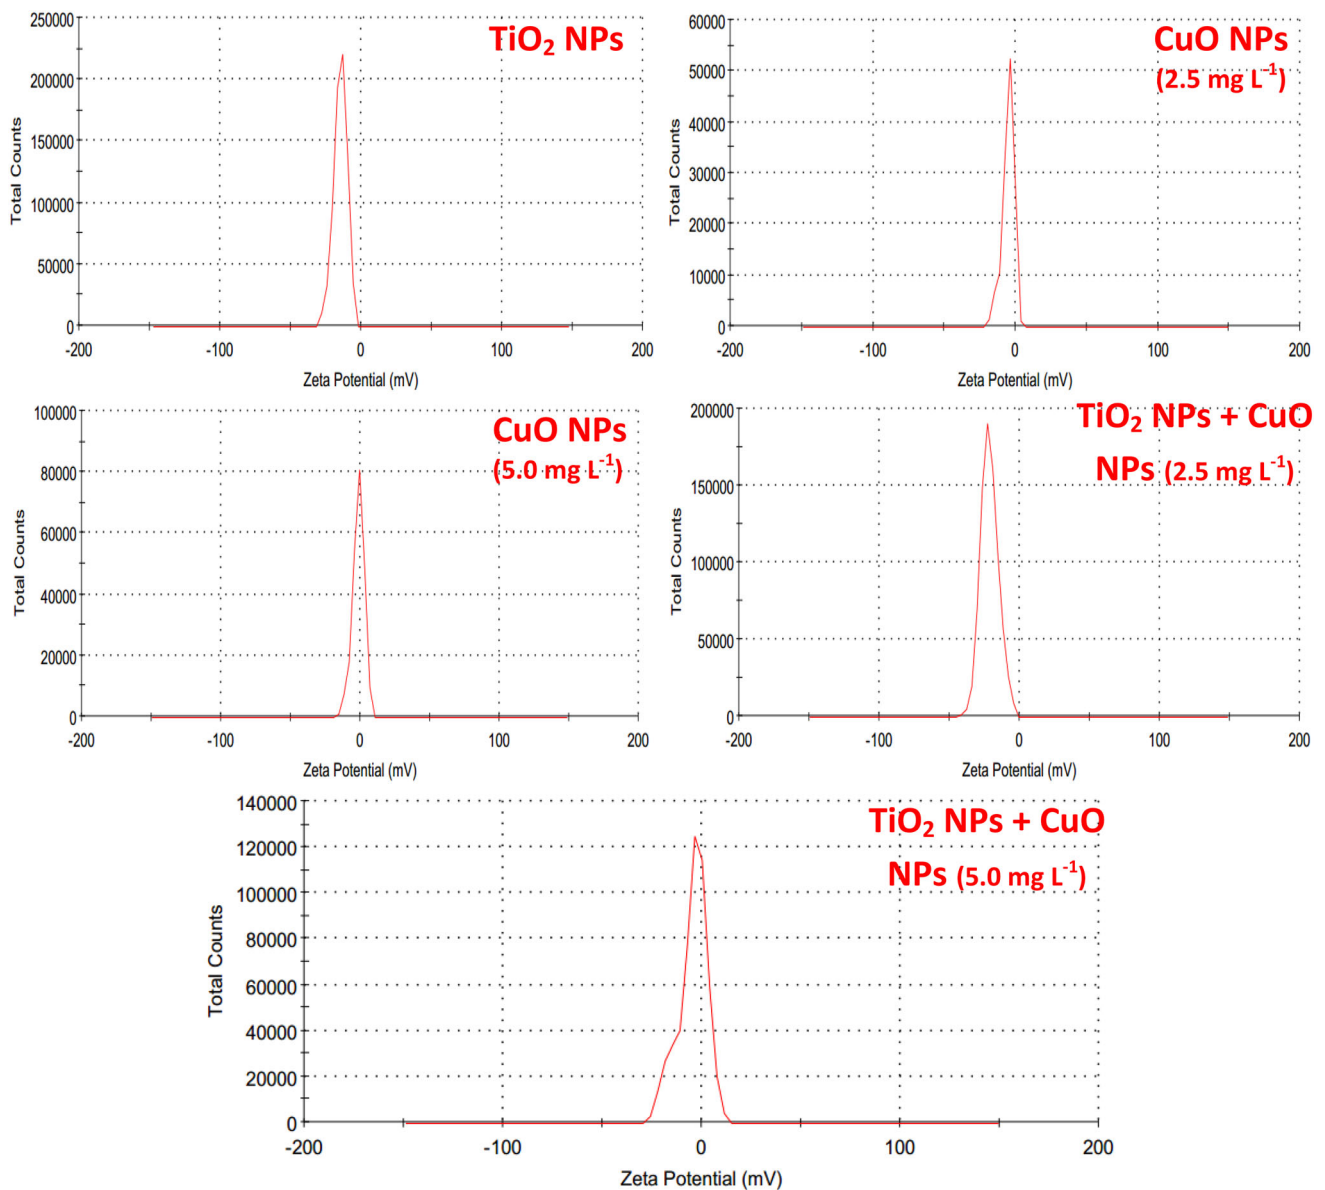 TiO₂ NPs
250000
200000
150000
100000
50000
0
Total Counts
-200 -100 0 100 200
Zeta Potential (mV)
CuO NPs
(2.5 mg L⁻¹)
60000
50000
40000
30000
20000
10000
0
Total Counts
-200 -100 0 100 200
Zeta Potential (mV)
CuO NPs
(5.0 mg L⁻¹)
100000
80000
60000
40000
20000
0
Total Counts
-200 -100 0 100 200
Zeta Potential (mV)
TiO₂ NPs + CuO
NPs (2.5 mg L⁻¹)
200000
150000
100000
50000
0
Total Counts
-200 -100 0 100 200
Zeta Potential (mV)
TiO₂ NPs + CuO
NPs (5.0 mg L⁻¹)
140000
120000
100000
80000
60000
40000
20000
0
Total Counts
-200 -100 0 100 200
Zeta Potential (mV)